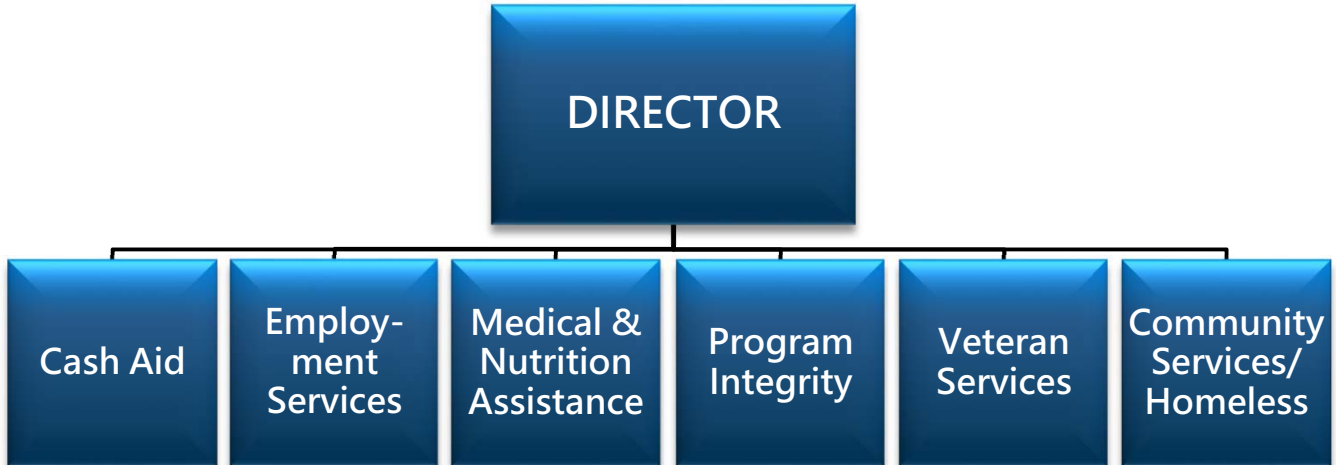 DIRECTOR
Cash Aid
Employ-
ment
Services
Medical &
Nutrition
Assistance
Program
Integrity
Veteran
Services
Community
Services/
Homeless